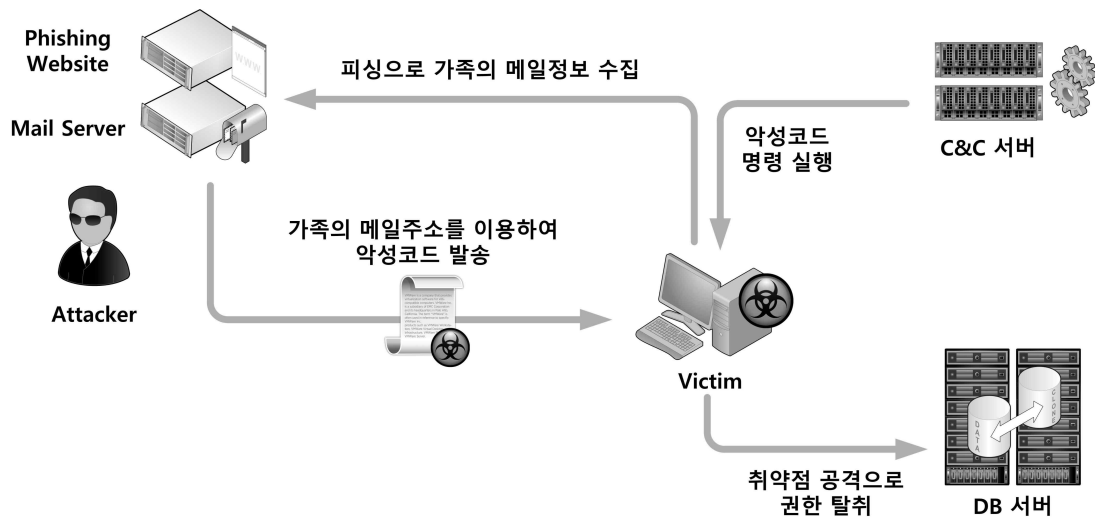 Phishing
Website
WWW
Mail Server
피싱으로 가족의 메일정보 수집
악성코드
명령 실행
C&C 서버
가족의 메일주소를 이용하여
악성코드 발송
Attacker
Victim
취약점 공격으로
권한 탈취
DATA
CLONE
DB 서버